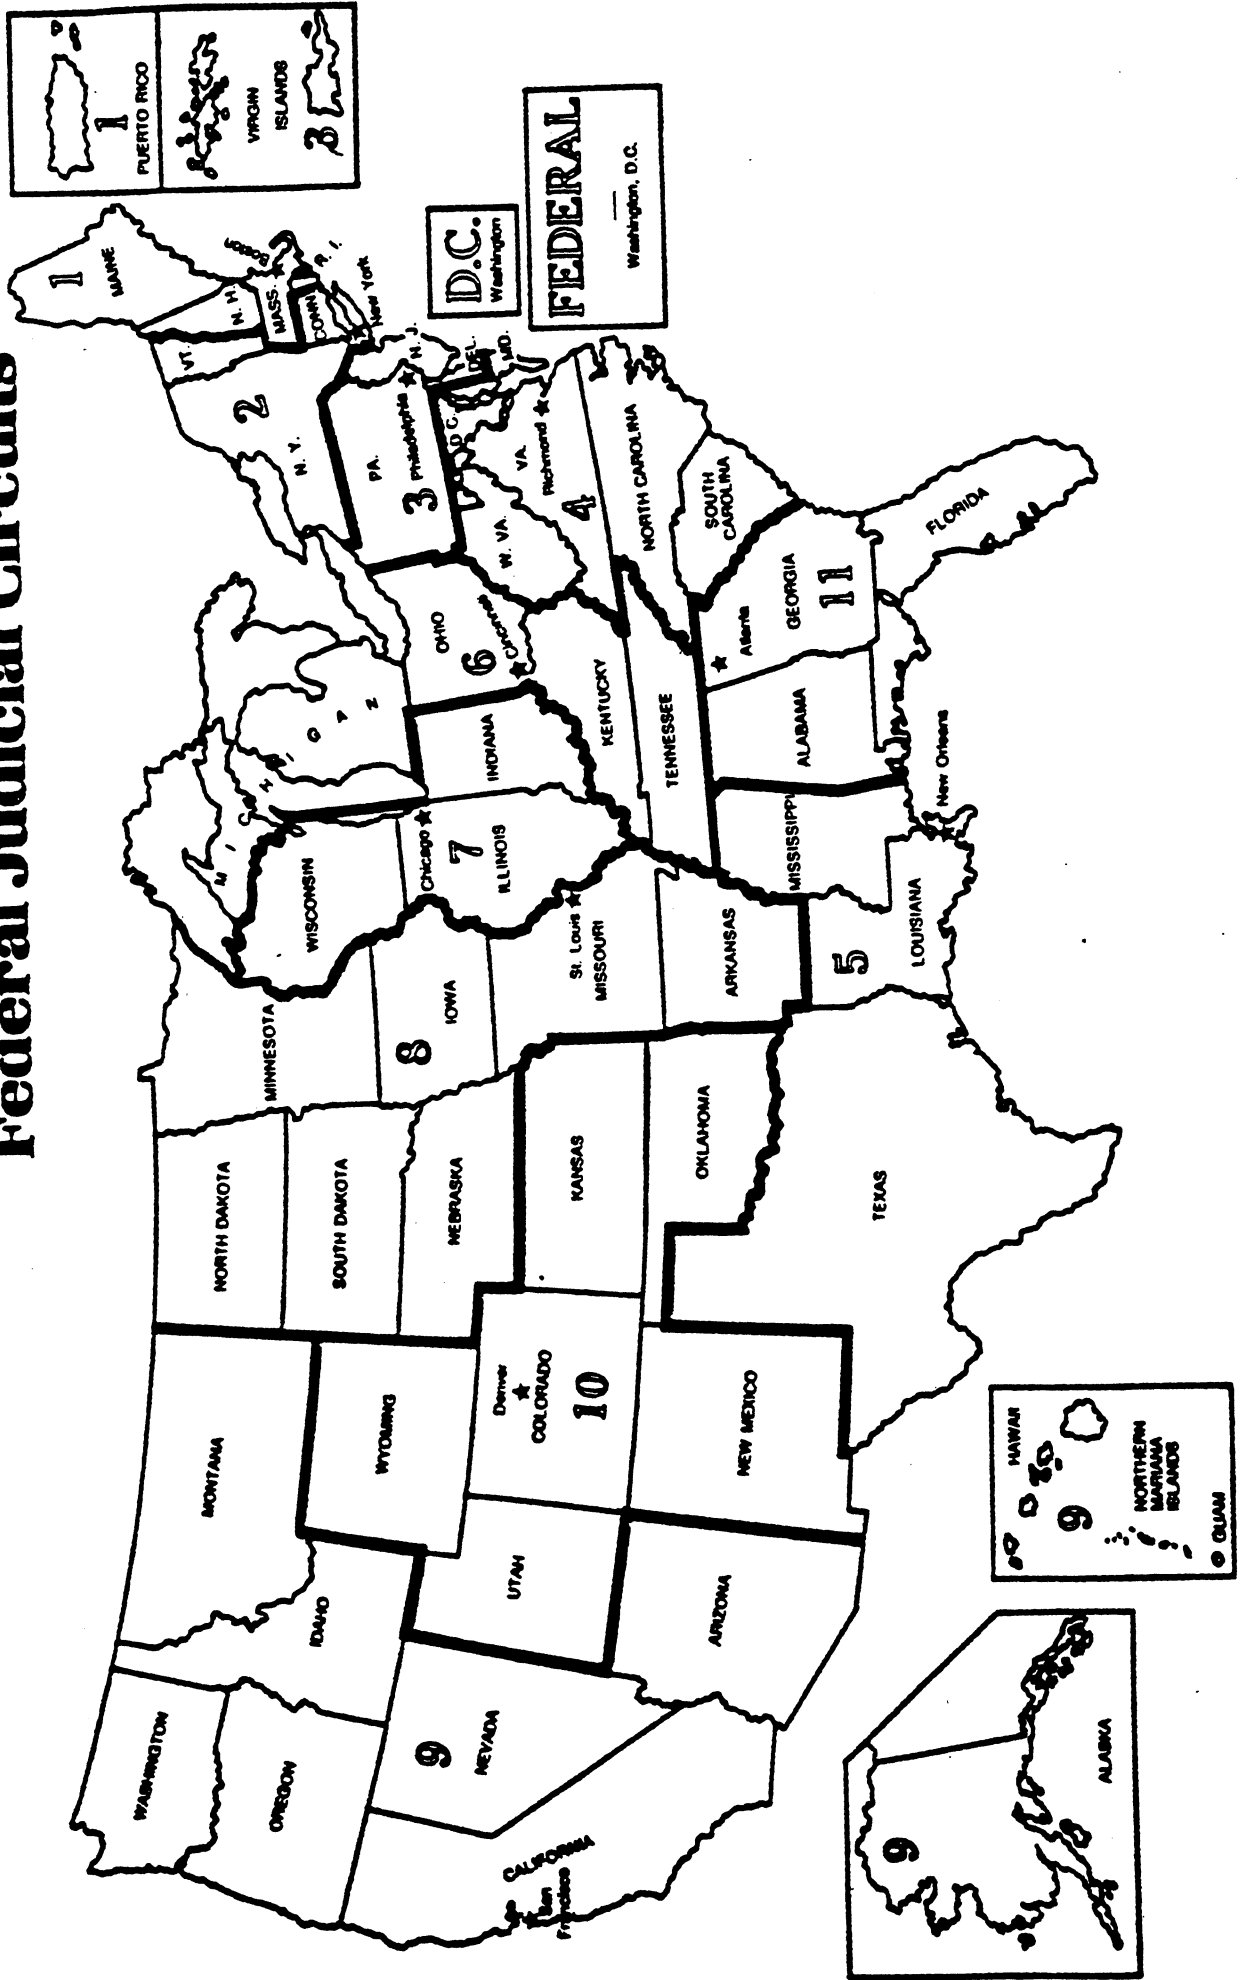 Federal Judicial Circuits
1
PUERTO RICO
VIRGIN
ISLANDS
3
1
MAINE
Boston
N. H.
VT.
MASS.
R. I.
CONN
New York
2
N. Y.
N. J.
PA.
Philadelphia
3
DEL.
MD.
D.C.
D.C.
Washington
FEDERAL
Washington, D.C.
VA.
Richmond
W. VA.
4
NORTH CAROLINA
SOUTH
CAROLINA
OHIO
Cincinnati
6
KENTUCKY
TENNESSEE
MICHIGAN
GEORGIA
11
Atlanta
FLORIDA
ALABAMA
INDIANA
WISCONSIN
Chicago
7
ILLINOIS
MISSISSIPPI
New Orleans
LOUISIANA
5
MINNESOTA
8
IOWA
St. Louis
MISSOURI
ARKANSAS
NORTH DAKOTA
SOUTH DAKOTA
NEBRASKA
KANSAS
OKLAHOMA
TEXAS
MONTANA
WYOMING
Denver
COLORADO
10
NEW MEXICO
IDAHO
UTAH
ARIZONA
WASHINGTON
OREGON
9
NEVADA
CALIFORNIA
San
Francisco
HAWAII
9
NORTHERN
MARIANA
ISLANDS
GUAM
9
ALASKA